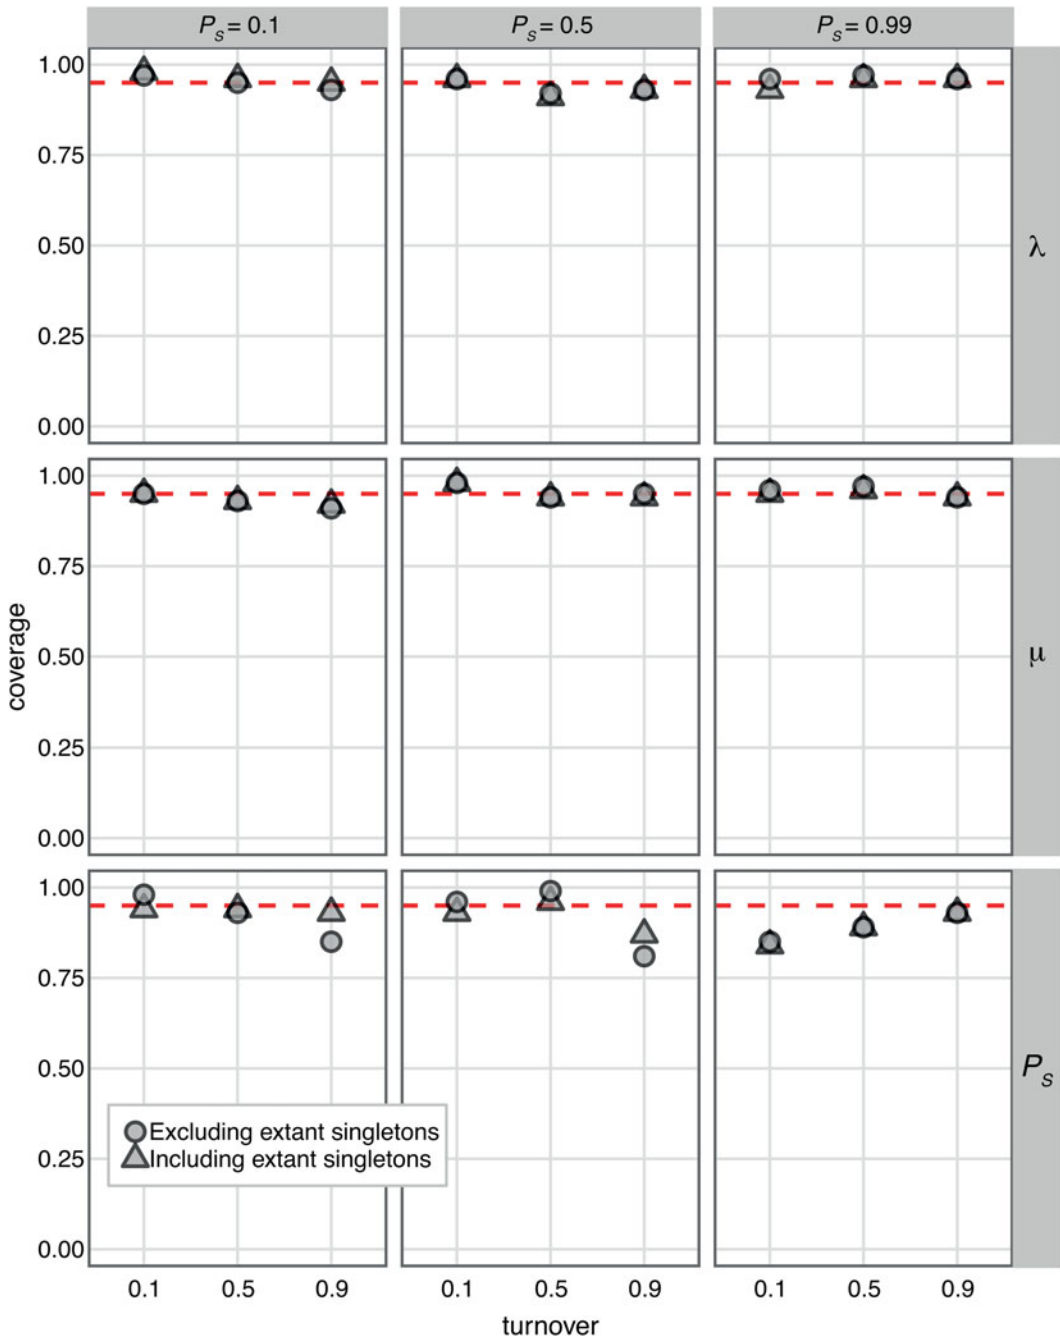 Pₛ = 0.1
Pₛ = 0.5
Pₛ = 0.99
1.00
0.75
0.50
0.25
0.00
λ
1.00
0.75
0.50
0.25
0.00
μ
coverage
1.00
0.75
0.50
0.25
0.00
Pₛ
Excluding extant singletons
Including extant singletons
0.1 0.5 0.9
0.1 0.5 0.9
0.1 0.5 0.9
turnover